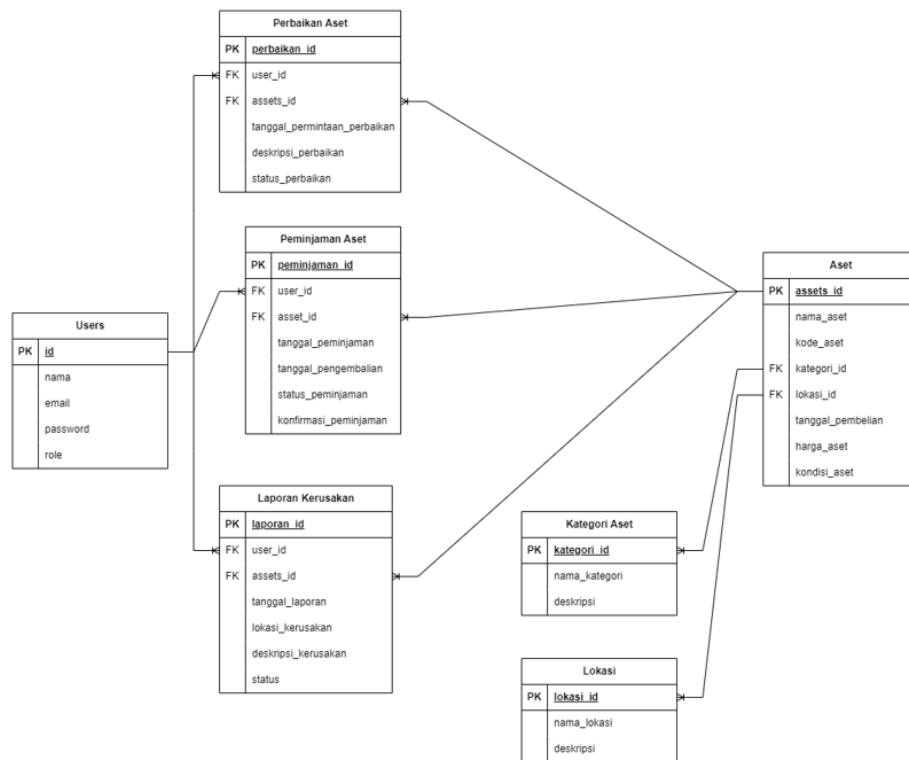 Perbaikan Aset
PK perbaikan_id
FK user_id
FK assets_id
tanggal_permintaan_perbaikan
deskripsi_perbaikan
status_perbaikan
Peminjaman Aset
PK peminjaman_id
FK user_id
FK asset_id
tanggal_peminjaman
tanggal_pengembalian
status_peminjaman
konfirmasi_peminjaman
Users
PK id
nama
email
password
role
Laporan Kerusakan
PK laporan_id
FK user_id
FK assets_id
tanggal_laporan
lokasi_kerusakan
deskripsi_kerusakan
status
Aset
PK assets_id
nama_aset
kode_aset
FK kategori_id
FK lokasi_id
tanggal_pembelian
harga_aset
kondisi_aset
Kategori Aset
PK kategori_id
nama_kategori
deskripsi
Lokasi
PK lokasi_id
nama_lokasi
deskripsi